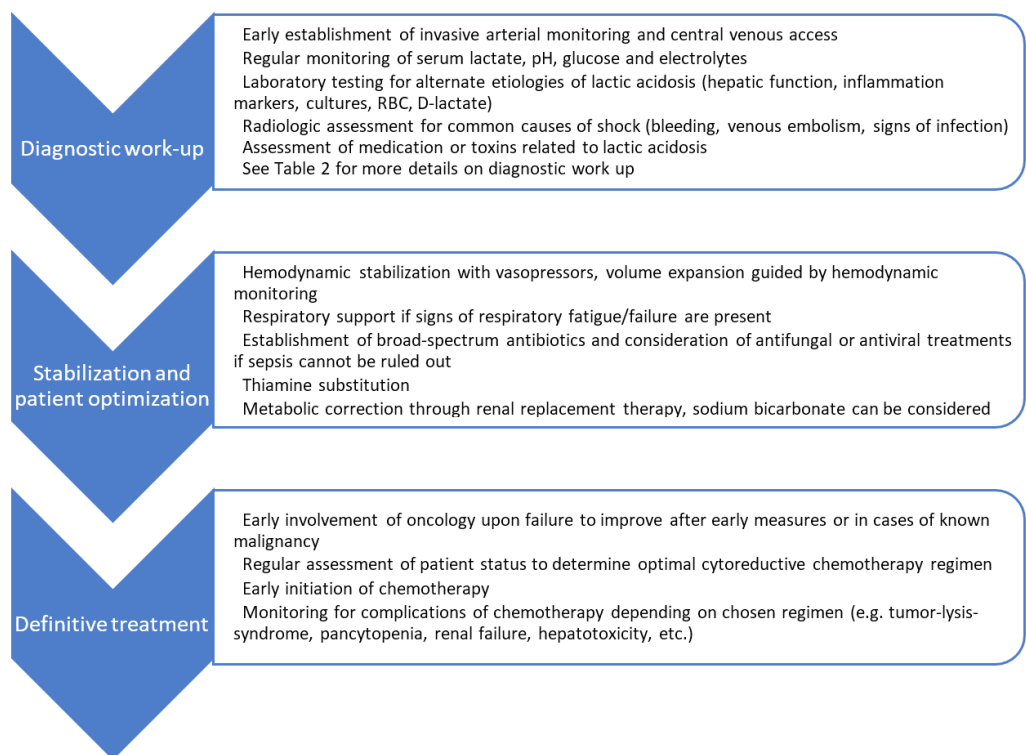 Diagnostic work-up
Early establishment of invasive arterial monitoring and central venous access
Regular monitoring of serum lactate, pH, glucose and electrolytes
Laboratory testing for alternate etiologies of lactic acidosis (hepatic function, inflammation
markers, cultures, RBC, D-lactate)
Radiologic assessment for common causes of shock (bleeding, venous embolism, signs of infection)
Assessment of medication or toxins related to lactic acidosis
See Table 2 for more details on diagnostic work up
Stabilization and
patient optimization
Hemodynamic stabilization with vasopressors, volume expansion guided by hemodynamic
monitoring
Respiratory support if signs of respiratory fatigue/failure are present
Establishment of broad-spectrum antibiotics and consideration of antifungal or antiviral treatments
if sepsis cannot be ruled out
Thiamine substitution
Metabolic correction through renal replacement therapy, sodium bicarbonate can be considered
Definitive treatment
Early involvement of oncology upon failure to improve after early measures or in cases of known
malignancy
Regular assessment of patient status to determine optimal cytoreductive chemotherapy regimen
Early initiation of chemotherapy
Monitoring for complications of chemotherapy depending on chosen regimen (e.g. tumor-lysis-
syndrome, pancytopenia, renal failure, hepatotoxicity, etc.)